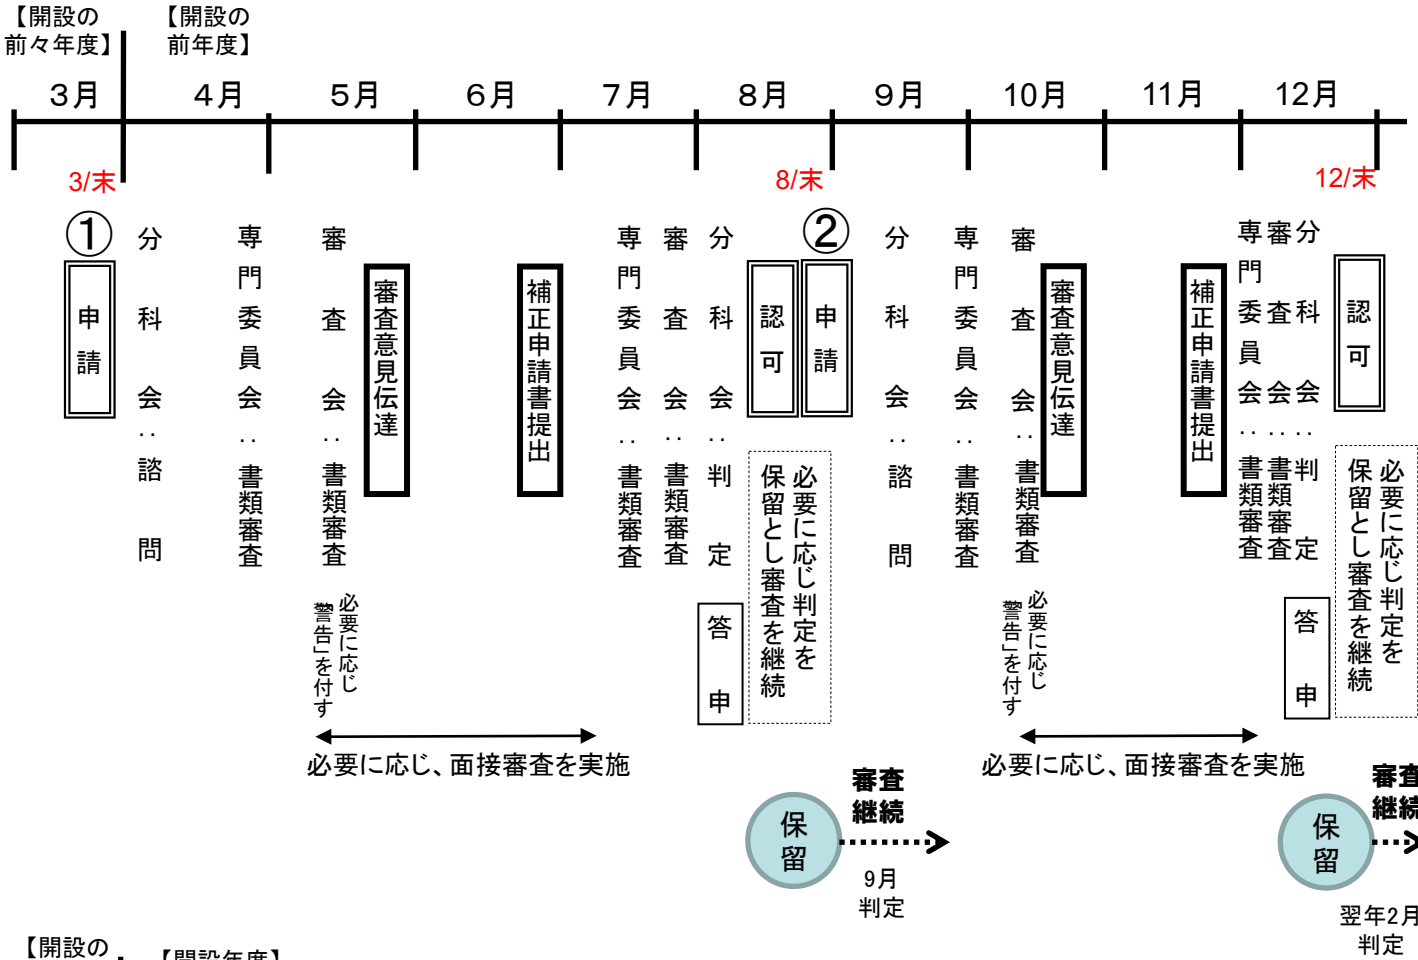 【開設の
前々年度】
【開設の
前年度】
3月
4月
5月
6月
7月
8月
9月
10月
11月
12月
3/末
8/末
12/末
①
申請
分科会‥諮問
専門委員会‥書類審査
審査会‥書類審査
必要に応じ
「警告」を付す
審査意見伝達
補正申請書提出
必要に応じ、面接審査を実施
専門委員会‥書類審査
審査会‥書類審査
分科会‥判定
答申
認可
必要に応じ判定を
保留とし審査を継続
保留
審査
継続
9月
判定
②
申請
分科会‥諮問
専門委員会‥書類審査
審査会‥書類審査
必要に応じ
「警告」を付す
審査意見伝達
補正申請書提出
必要に応じ、面接審査を実施
専門委員会‥書類審査
審査会‥書類審査
分科会‥判定
答申
認可
必要に応じ判定を
保留とし審査を継続
保留
審査
継続
翌年2月
判定
【開設の
【開設年度】